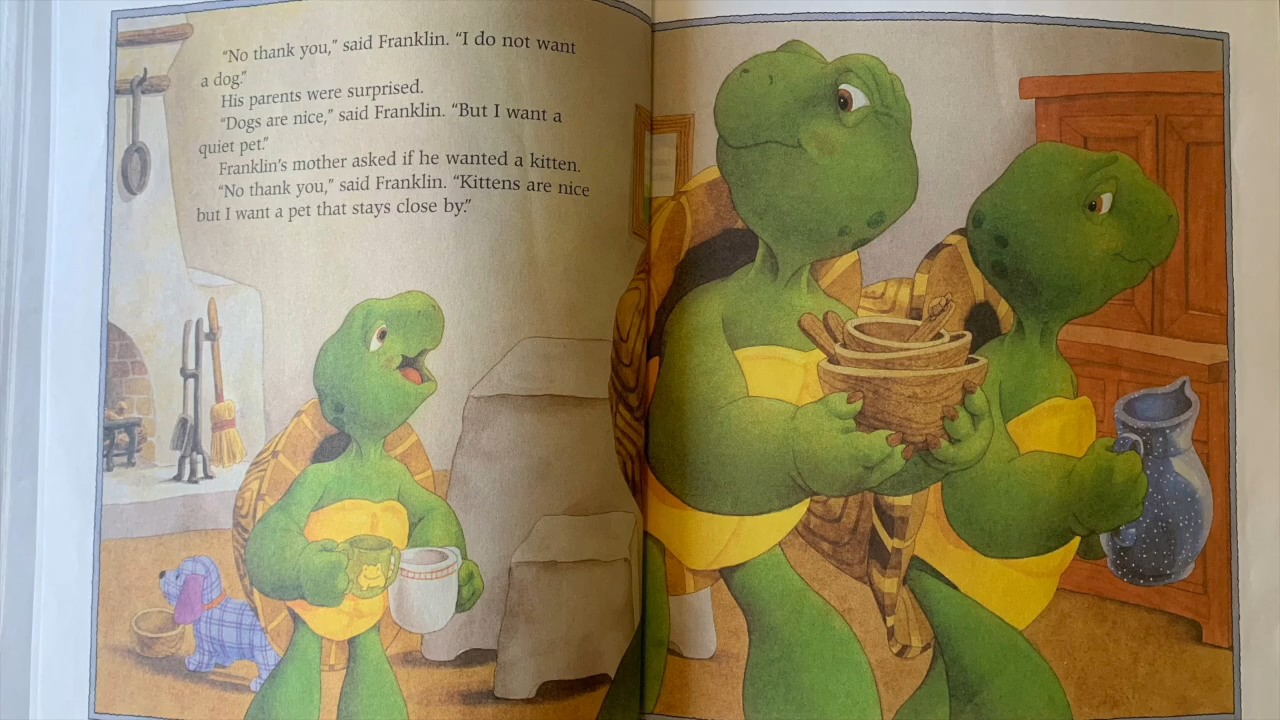 “No thank you,” said Franklin. “I do not want
a dog.”
His parents were surprised.
“Dogs are nice,” said Franklin. “But I want a
quiet pet.”
Franklin’s mother asked if he wanted a kitten.
“No thank you,” said Franklin. “Kittens are nice
but I want a pet that stays close by.”